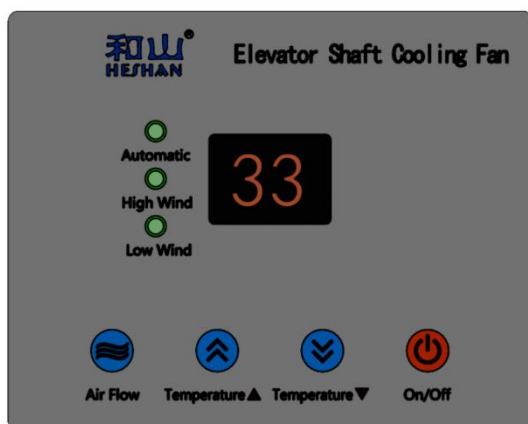 和山®
HESHAN
Elevator Shaft Cooling Fan
Automatic
High Wind
Low Wind
33
Air Flow
Temperature▲
Temperature▼
On/Off